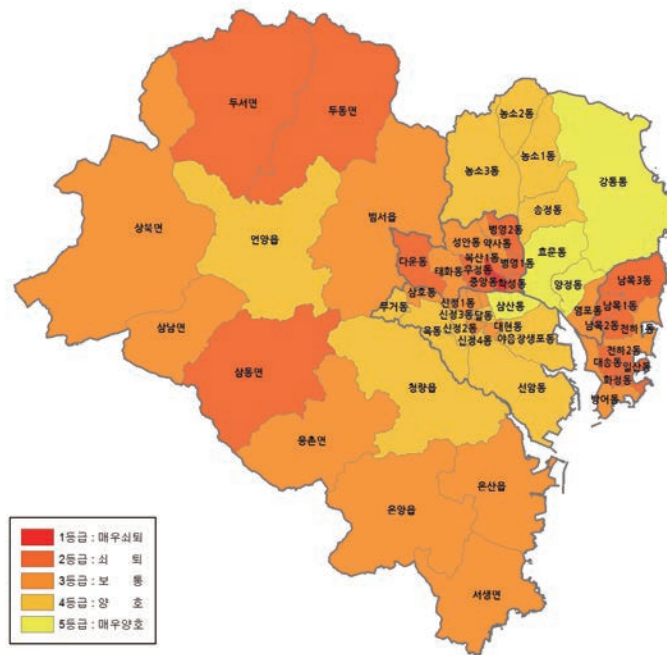 두서면
두동면
농소2동
농소3동
농소1동
강동동
송정동
상북면
언양읍
범서읍
병영2동
성안동
약사동
복산1동
효문동
다운동
우정동
병영1동
태화동
중앙동
학성동
양정동
남목3동
삼호동
무거동
신정1동
삼산동
염포동
남목1동
신정3동
달동
남목2동
전하1동
상남면
옥동
신정2동
대현동
신정4동
야음장생포동
전하2동
대송동
일산동
삼동면
청량읍
선암동
화정동
방어동
웅촌면
온산읍
온양읍
서생면
1등급 : 매우쇠퇴
2등급 : 쇠 퇴
3등급 : 보 통
4등급 : 양 호
5등급 : 매우양호